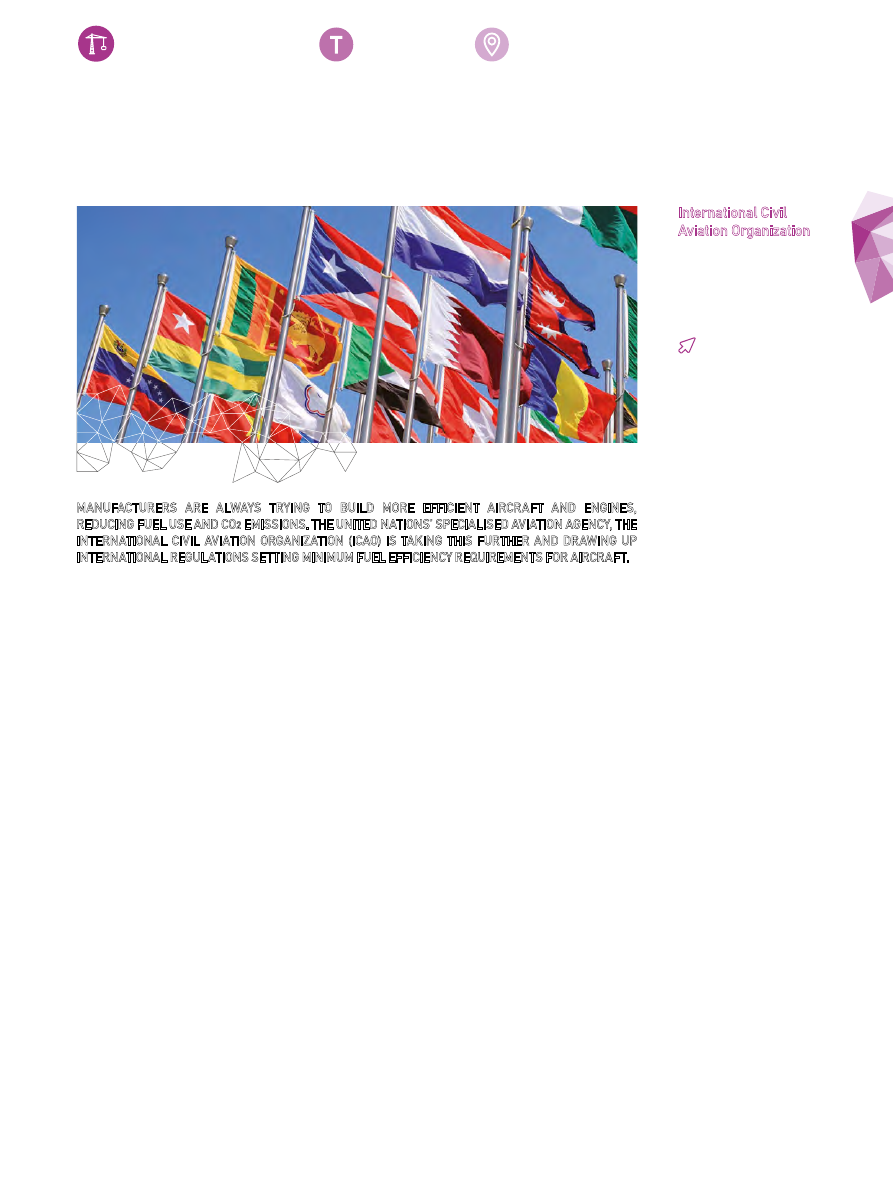 T
International Civil
Aviation Organization
MANUFACTURERS ARE ALWAYS TRYING TO BUILD MORE EFFICIENT AIRCRAFT AND ENGINES,
REDUCING FUEL USE AND CO₂ EMISSIONS. THE UNITED NATIONS’ SPECIALISED AVIATION AGENCY, THE
INTERNATIONAL CIVIL AVIATION ORGANIZATION (ICAO) IS TAKING THIS FURTHER AND DRAWING UP
INTERNATIONAL REGULATIONS SETTING MINIMUM FUEL EFFICIENCY REQUIREMENTS FOR AIRCRAFT.